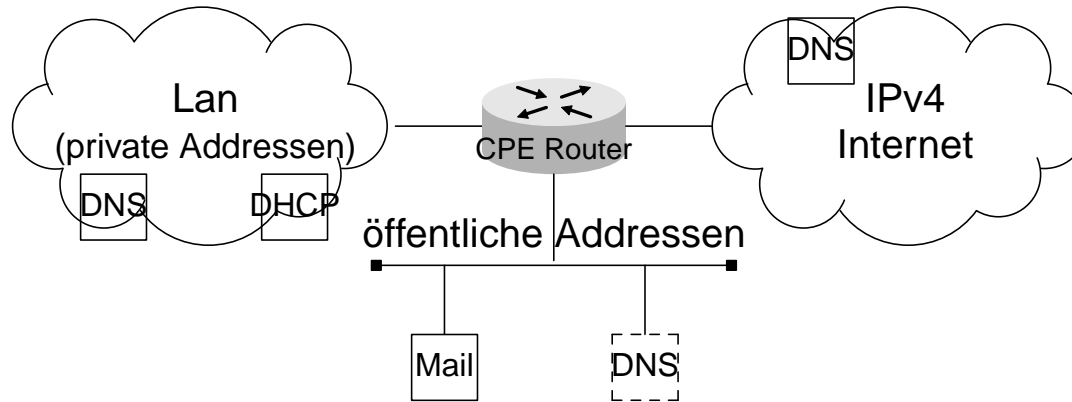 Lan
(private Addressen)
DNS
DHCP
CPE Router
DNS
IPv4
Internet
öffentliche Addressen
Mail
DNS